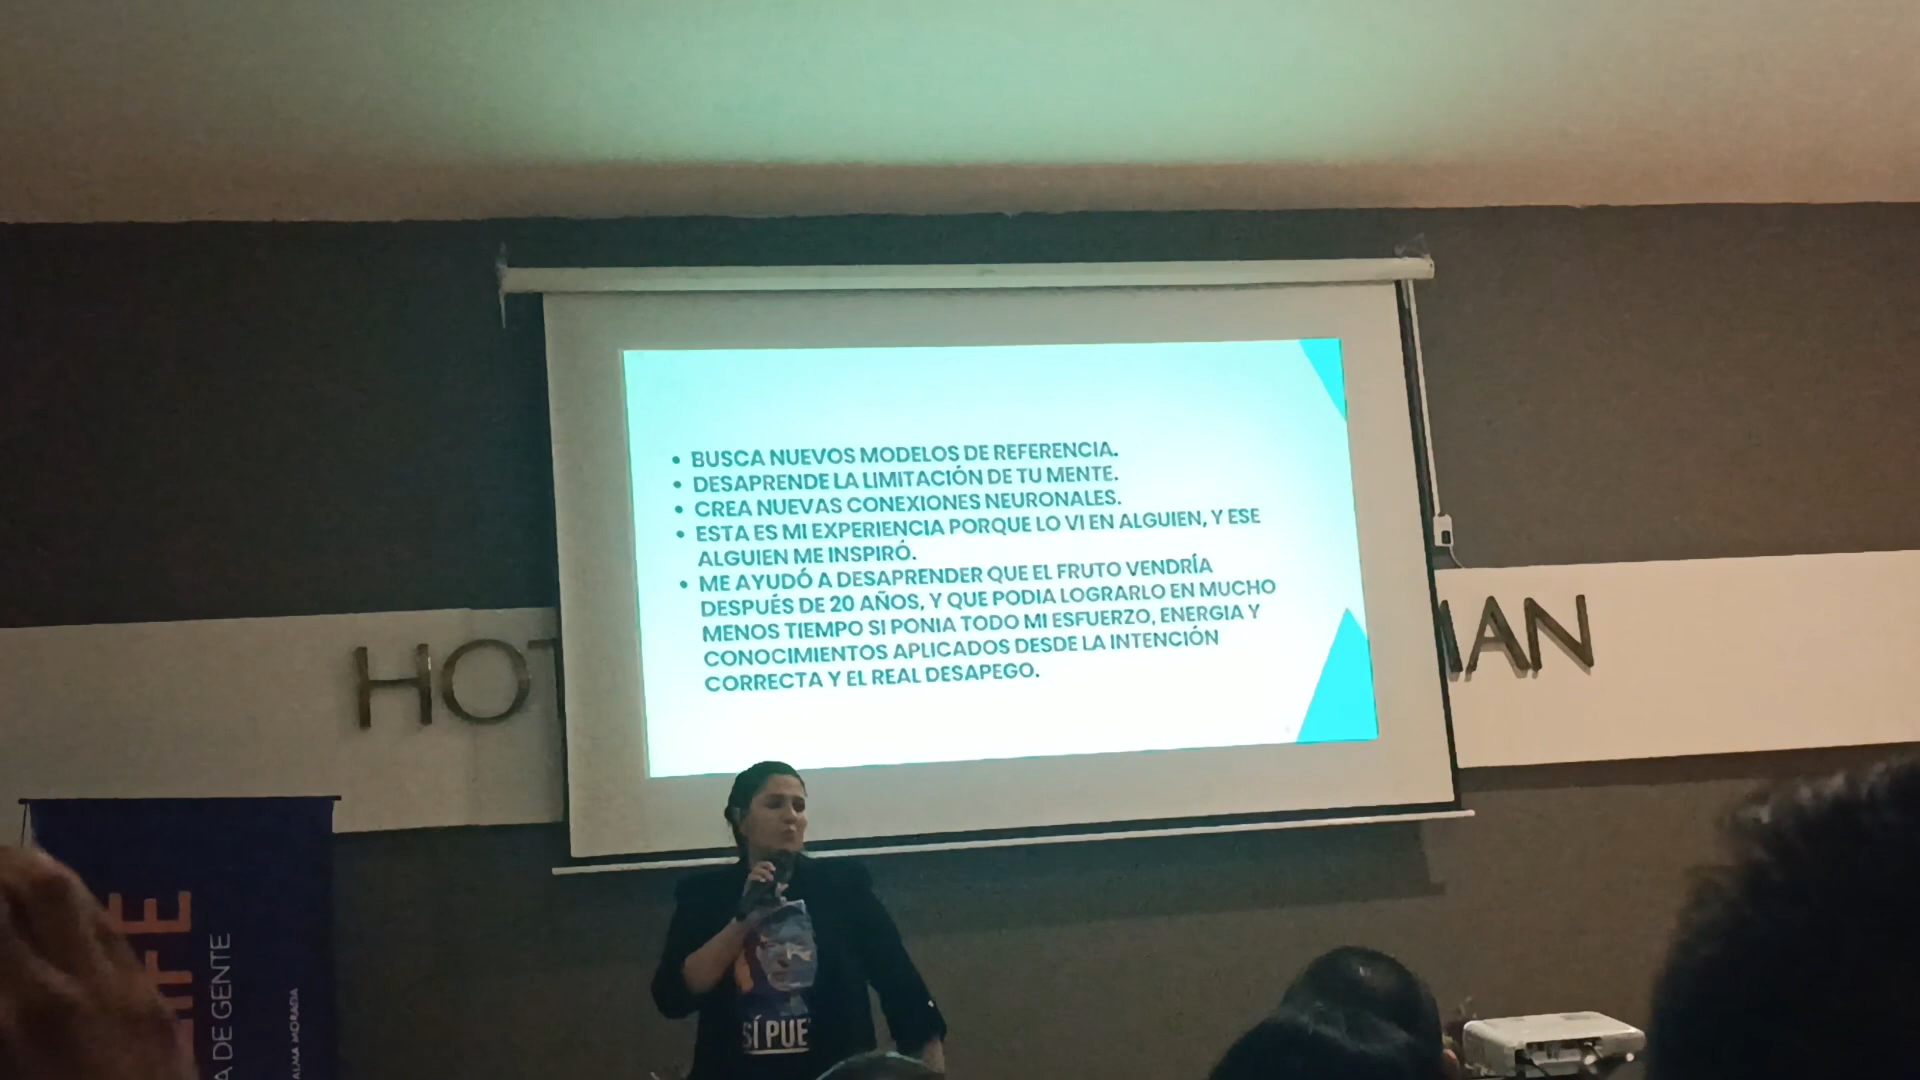 • BUSCA NUEVOS MODELOS DE REFERENCIA.
• DESAPRENDE LA LIMITACIÓN DE TU MENTE.
• CREA NUEVAS CONEXIONES NEURONALES.
• ESTA ES MI EXPERIENCIA PORQUE LO VI EN ALGUIEN, Y ESE
ALGUIEN ME INSPIRÓ.
• ME AYUDÓ A DESAPRENDER QUE EL FRUTO VENDRÍA
DESPUÉS DE 20 AÑOS, Y QUE PODIA LOGRARLO EN MUCHO
MENOS TIEMPO SI PONIA TODO MI ESFUERZO, ENERGIA Y
CONOCIMIENTOS APLICADOS DESDE LA INTENCIÓN
CORRECTA Y EL REAL DESAPEGO.
HOT
MAN
A DE GENTE
ALMA MORADA
SÍ PUE